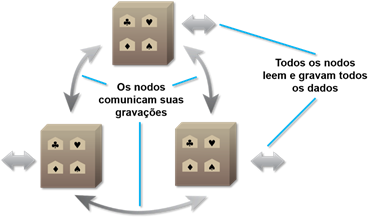 Os nodos
comunicam suas
gravações
Todos os nodos
leem e gravam todos
os dados